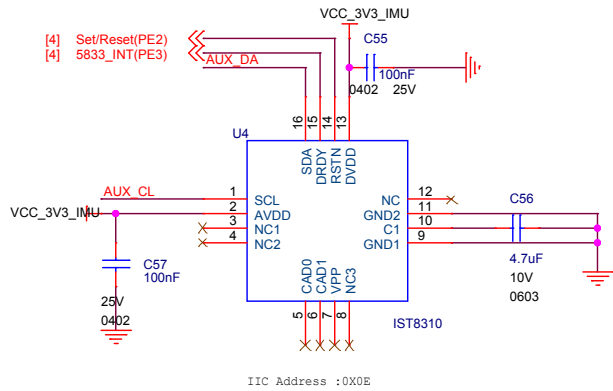 VCC_3V3_IMU
[4] Set/Reset(PE2)
[4] 5833_INT(PE3)
AUX_DA
C55
100nF
0402 25V
16 15 14 13
U4
SDA DRDY RSTN DVDD
AUX_CL
VCC_3V3_IMU
1 SCL
2 AVDD
3 NC1
4 NC2
NC 12
GND2 11
C1 10
GND1 9
C56
4.7uF
10V
0603
C57
100nF
25V
0402
CAD0 CAD1 VPP NC3
5 6 7 8
IST8310
IIC Address :0X0E